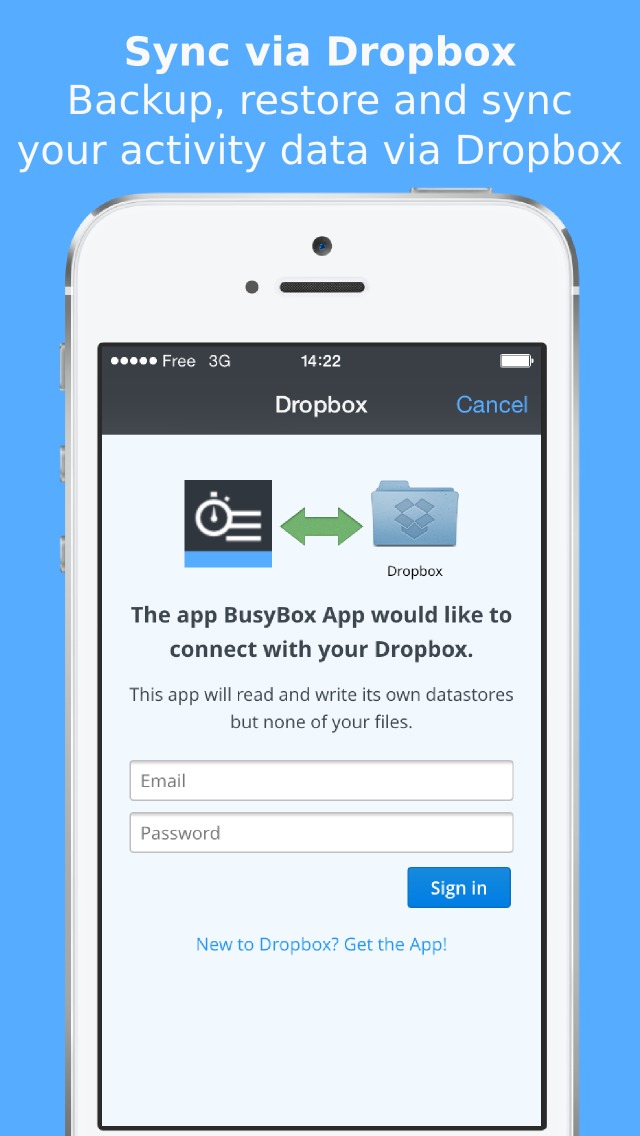 Sync via Dropbox
Backup, restore and sync
your activity data via Dropbox
Free 3G 14:22
Dropbox Cancel
Dropbox
The app BusyBox App would like to
connect with your Dropbox.
This app will read and write its own datastores
but none of your files.
Email
Password
Sign in
New to Dropbox? Get the App!